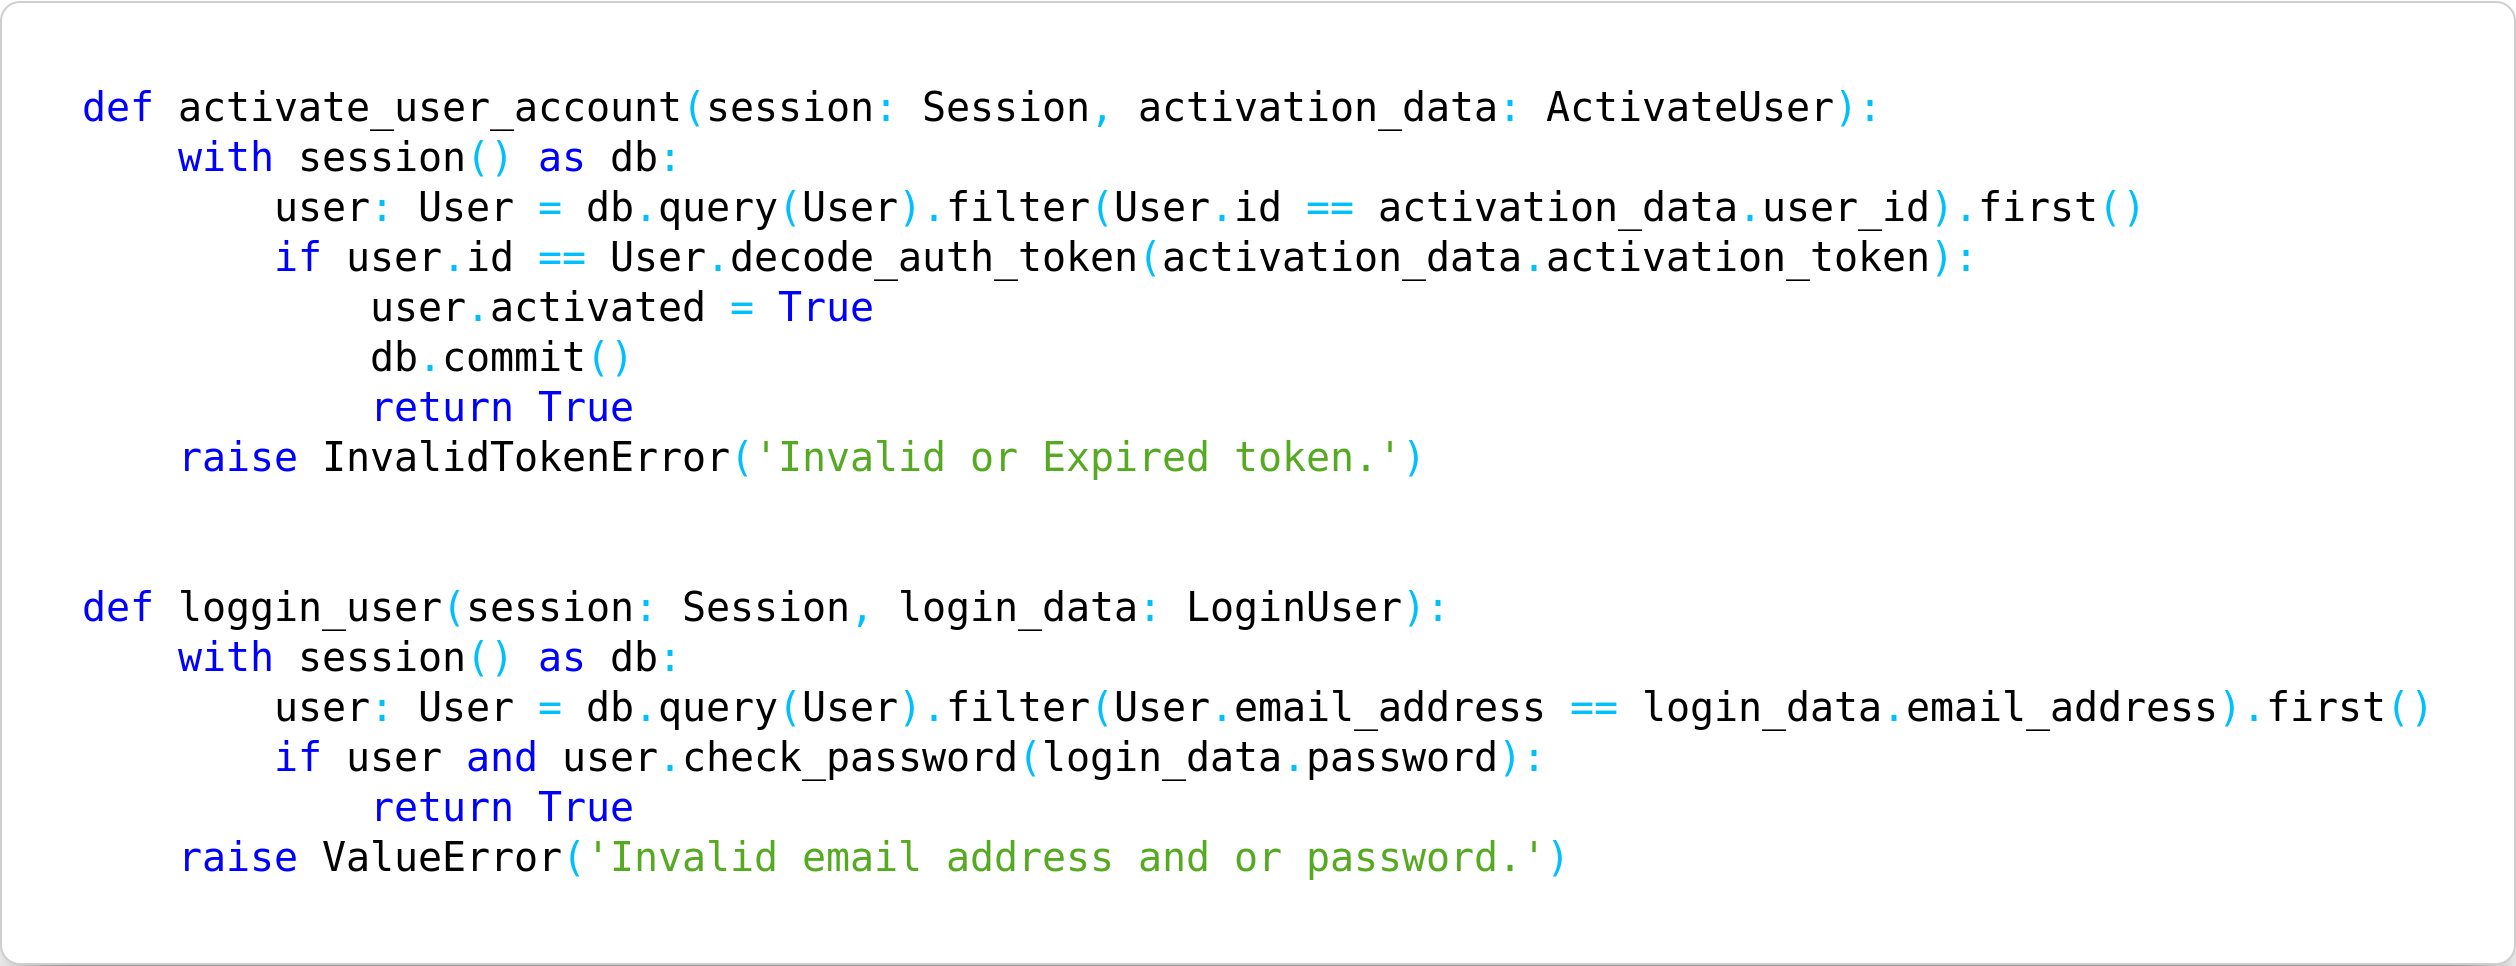 def activate_user_account(session: Session, activation_data: ActivateUser):
    with session() as db:
        user: User = db.query(User).filter(User.id == activation_data.user_id).first()
        if user.id == User.decode_auth_token(activation_data.activation_token):
            user.activated = True
            db.commit()
            return True
    raise InvalidTokenError('Invalid or Expired token.')
def loggin_user(session: Session, login_data: LoginUser):
    with session() as db:
        user: User = db.query(User).filter(User.email_address == login_data.email_address).first()
        if user and user.check_password(login_data.password):
            return True
    raise ValueError('Invalid email address and or password.')